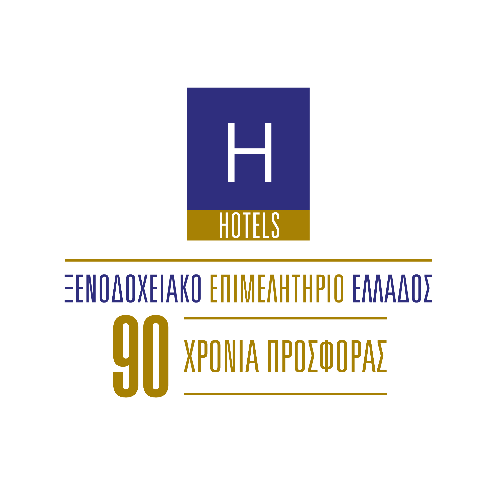 H
HOTELS
ΞΕΝΟΔΟΧΕΙΑΚΟ ΕΠΙΜΕΛΗΤΗΡΙΟ ΕΛΛΑΔΟΣ
90 ΧΡΟΝΙΑ ΠΡΟΣΦΟΡΑΣ